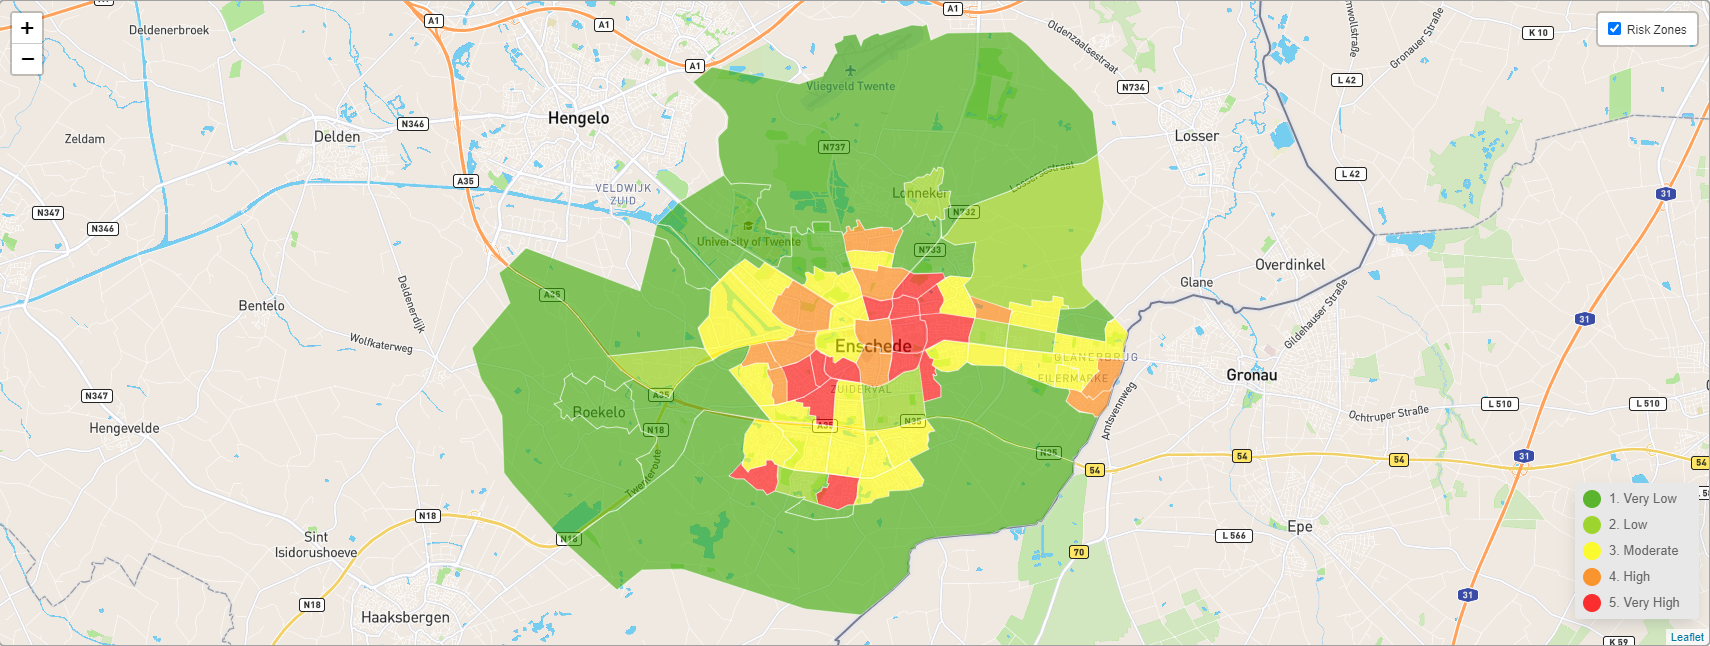 +
−
A1
A1
A1
A1
Deldenerbroek
Oldenzaalsestraat
Gronauer Straße
K 10
Risk Zones
A1
Vliegveld Twente
N734
L 42
Hengelo
N346
Zeldam
Delden
N737
Losser
L 42
A35
VELDWIJK
ZUID
Lonneker
Lossersestraat
31
N347
N346
N732
University of Twente
N733
Overdinkel
Glane
Deldenerdijk
A35
Bentelo
Gildehauser Straße
31
Wolfkaterweg
Enschede
GLANERBRUG
EILERMARKE
Gronau
ZUIDERVAL
N347
A35
Boekelo
Amtsvennweg
L 510
L 510
Ochtruper Straße
Hengevelde
N18
A35
N35
N35
54
54
54
31
54
Twenteroute
1. Very Low
2. Low
3. Moderate
4. High
5. Very High
N18
Sint
Isidorushoeve
N18
L 566
Epe
70
N18
31
Haaksbergen
K 59
Leaflet